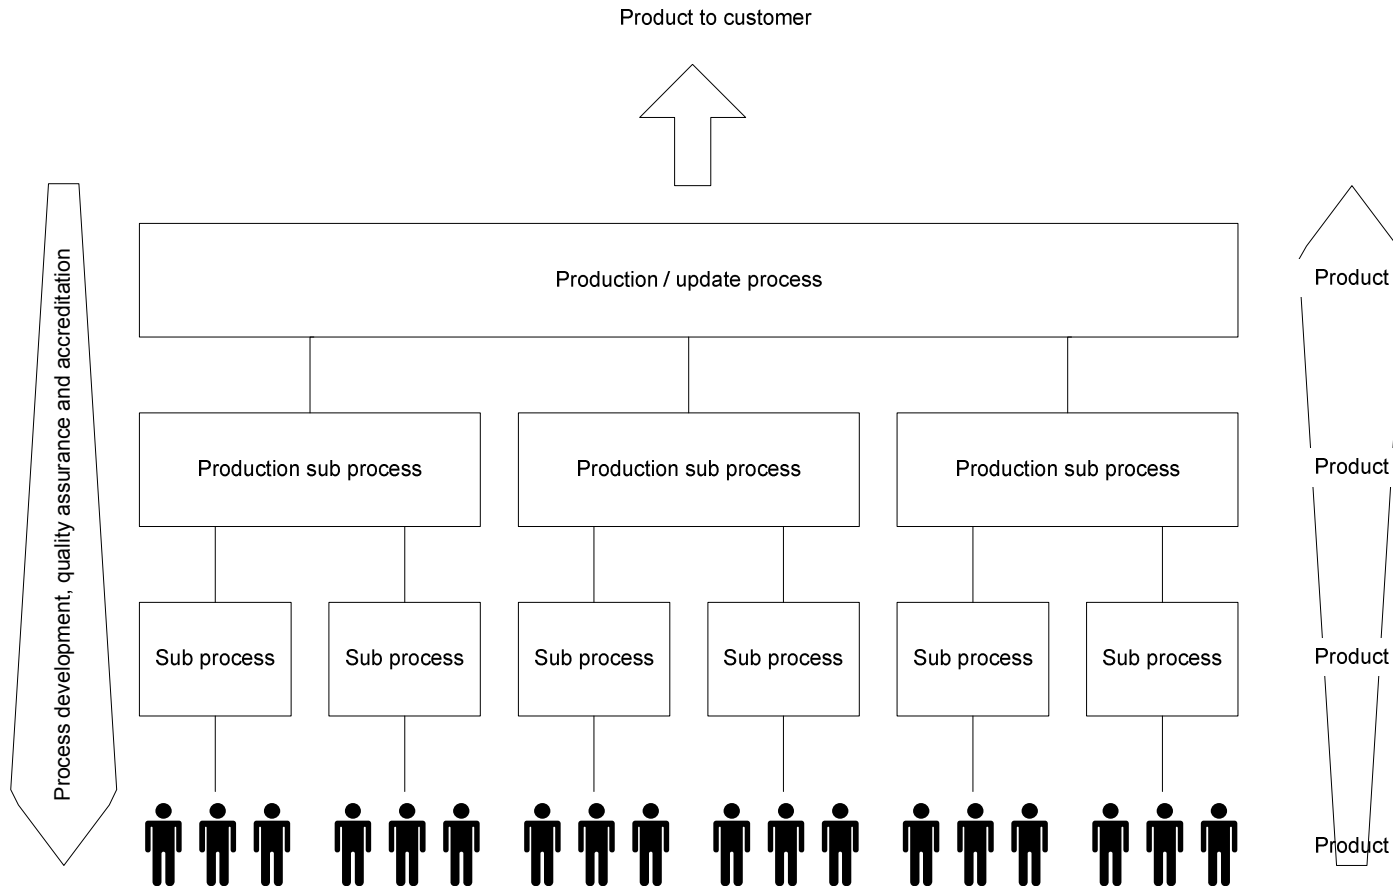 Product to customer
Process development, quality assurance and accreditation
Production / update process
Product
Production sub process
Production sub process
Production sub process
Product
Sub process
Sub process
Sub process
Sub process
Sub process
Sub process
Product
Product